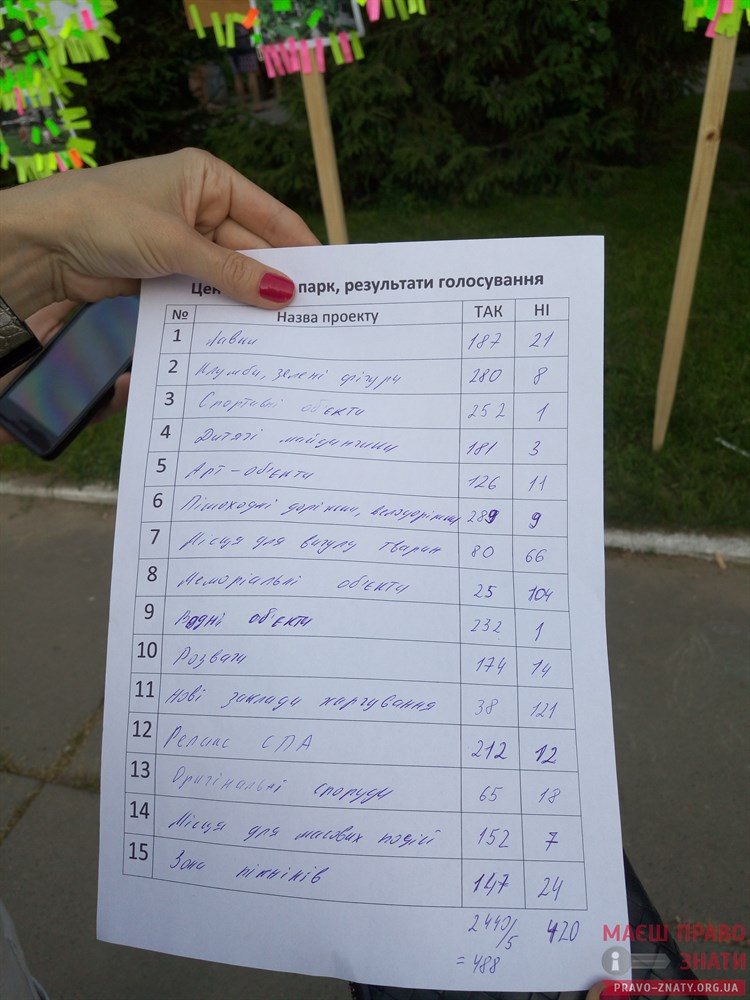 парк, результати голосування
№ Назва проекту ТАК НІ
1 Лавки 187 21
2 Клумби, зелені фігури 280 8
3 Спортивні об'єкти 252 1
4 Дитячі майданчики 181 3
5 Арт-об'єкти 126 11
6 Пішохідні доріжки, велодоріжки 289 9
7 Місця для вигулу тварин 80 66
8 Меморіальні об'єкти 25 104
9 Водні об'єкти 232 1
10 Розваги 174 14
11 Нові заклади харчування 38 121
12 Релакс СПА 212 12
13 Оригінальні споруди 65 18
14 Місця для масових подій 152 7
15 Зона пікніків 147 24
2440/5 420
= 488
МАЄШ ПРАВО
ЗНАТИ
PRAVO-ZNATY.ORG.UA